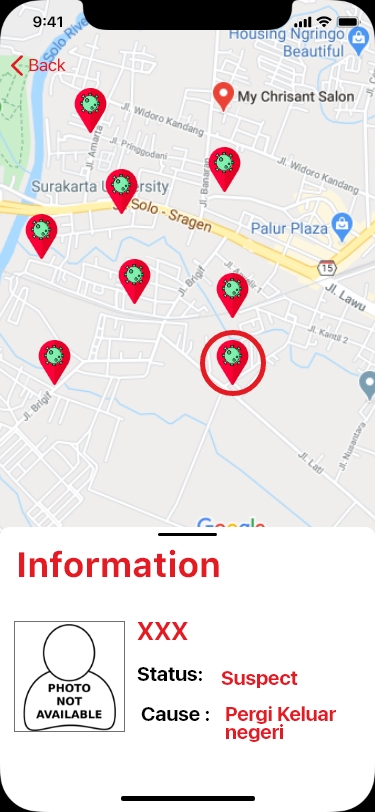 9:41
Housing Ngringo
Beautiful
Solo River
Back
My Chrisant Salon
Jl. Widoro Kandang
Jl. Amarta
Jl. Pringgodani
Jl. Widoro Kandang
Surakarta University
Jl. Banaran
Solo - Sragen
Palur Plaza
15
Jl. Brigif
Jl. Lawu
Jl. Kantil 2
Jl. Brigif
Jl. Nusantara
Jl. Lati
Google
Information
PHOTO
NOT
AVAILABLE
XXX
Status: Suspect
Cause : Pergi Keluar
negeri